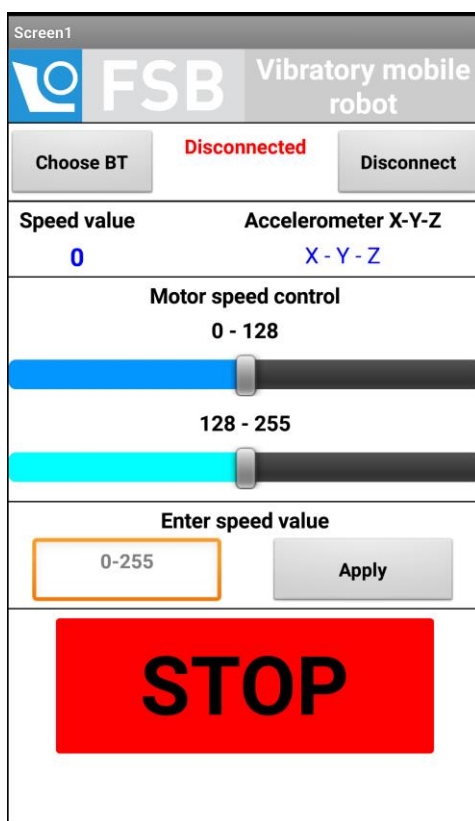 Screen1
FSB
Vibratory mobile
robot
Choose BT
Disconnected
Disconnect
Speed value
Accelerometer X-Y-Z
0
X - Y - Z
Motor speed control
0 - 128
128 - 255
Enter speed value
0-255
Apply
STOP